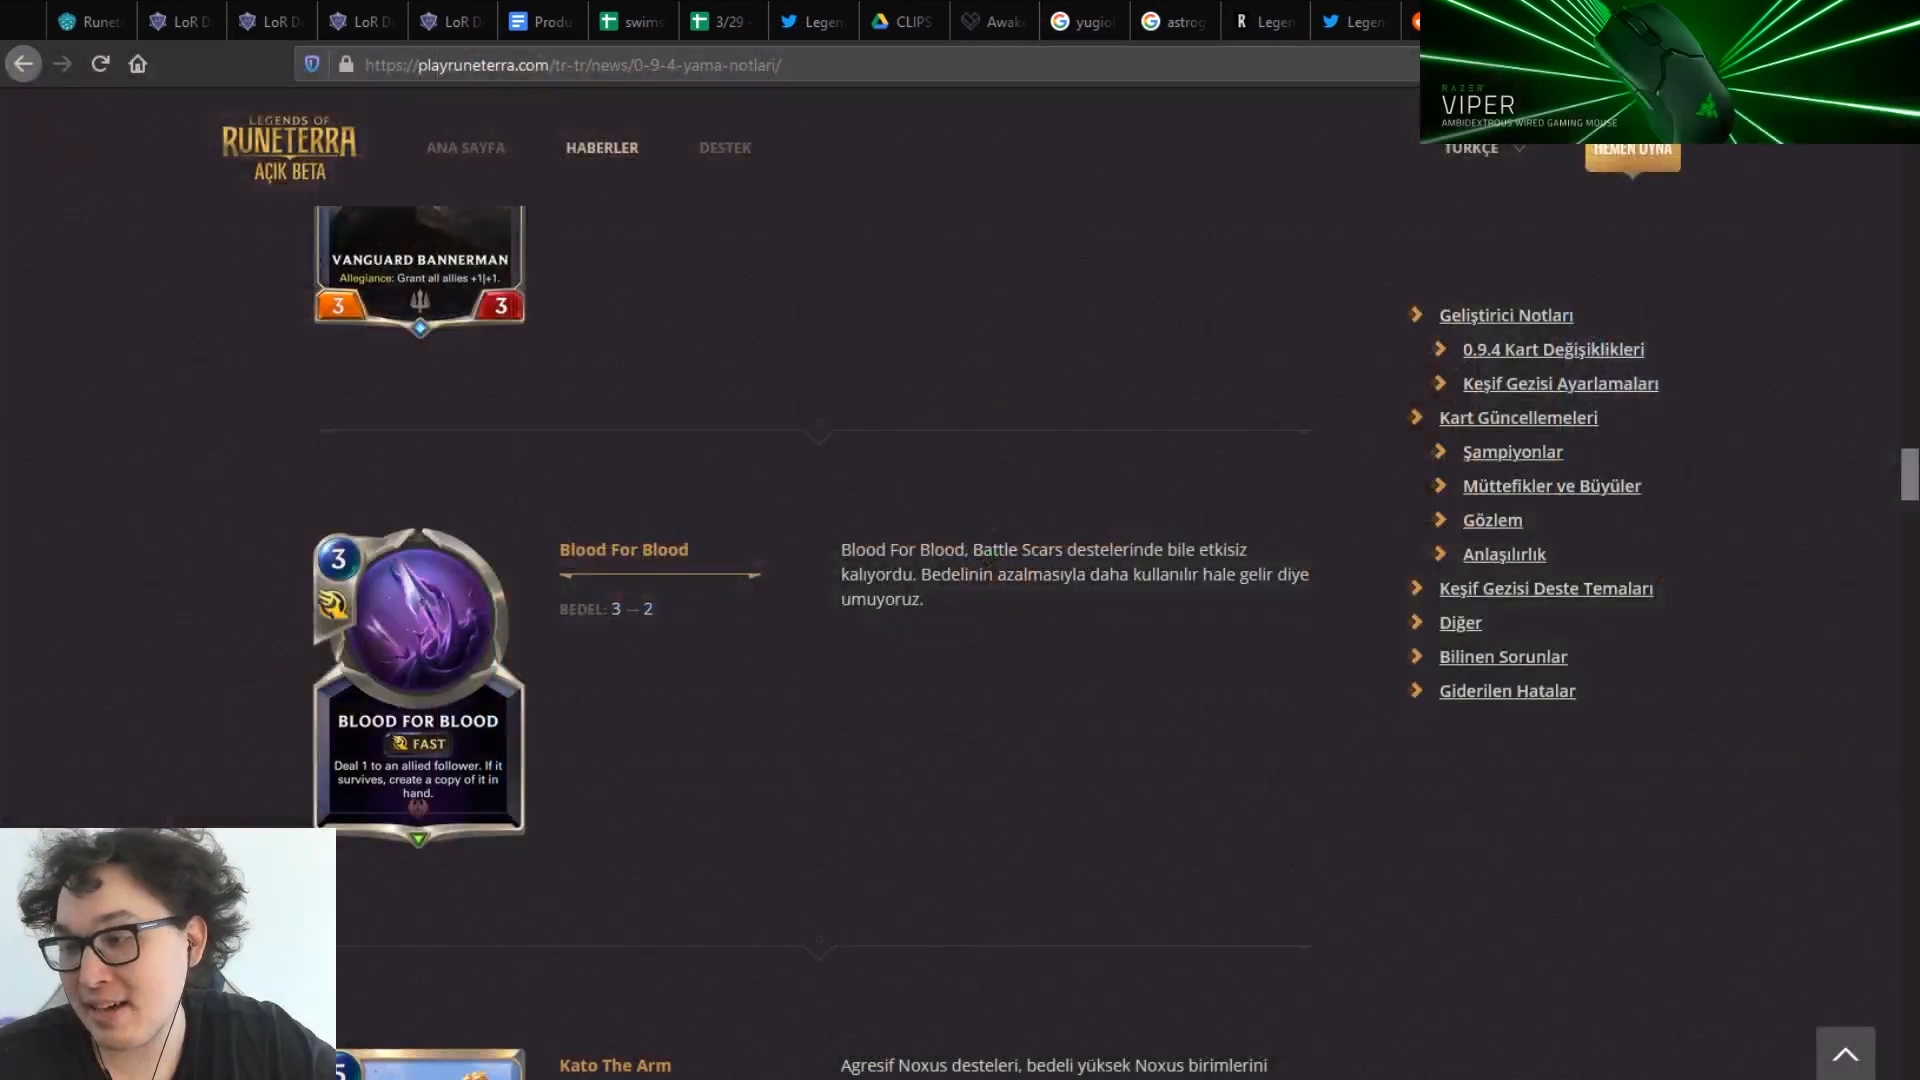 Runet
LoR D
LoR D
LoR D
LoR D
Produ
swims
3/29 -
Legen
CLIPS
Awak
yugiol
astrog
R Legen
Legen
https://playruneterra.com/tr-tr/news/0-9-4-yama-notlari/
RAZER
VIPER
AMBIDEXTROUS WIRED GAMING MOUSE
LEGENDS OF
RUNETERRA
AÇIK BETA
ANA SAYFA
HABERLER
DESTEK
TÜRKÇE
HEMEN OYNA
VANGUARD BANNERMAN
Allegiance: Grant all allies +1|+1.
3
3
Geliştirici Notları
0.9.4 Kart Değişiklikleri
Keşif Gezisi Ayarlamaları
Kart Güncellemeleri
Şampiyonlar
Müttefikler ve Büyüler
Gözlem
Anlaşılırlık
Keşif Gezisi Deste Temaları
Diğer
Bilinen Sorunlar
Giderilen Hatalar
3
BLOOD FOR BLOOD
FAST
Deal 1 to an allied follower. If it
survives, create a copy of it in
hand.
Blood For Blood
BEDEL: 3 — 2
Blood For Blood, Battle Scars destelerinde bile etkisiz
kalıyordu. Bedelinin azalmasıyla daha kullanılır hale gelir diye
umuyoruz.
5
Kato The Arm
Agresif Noxus desteleri, bedeli yüksek Noxus birimlerini